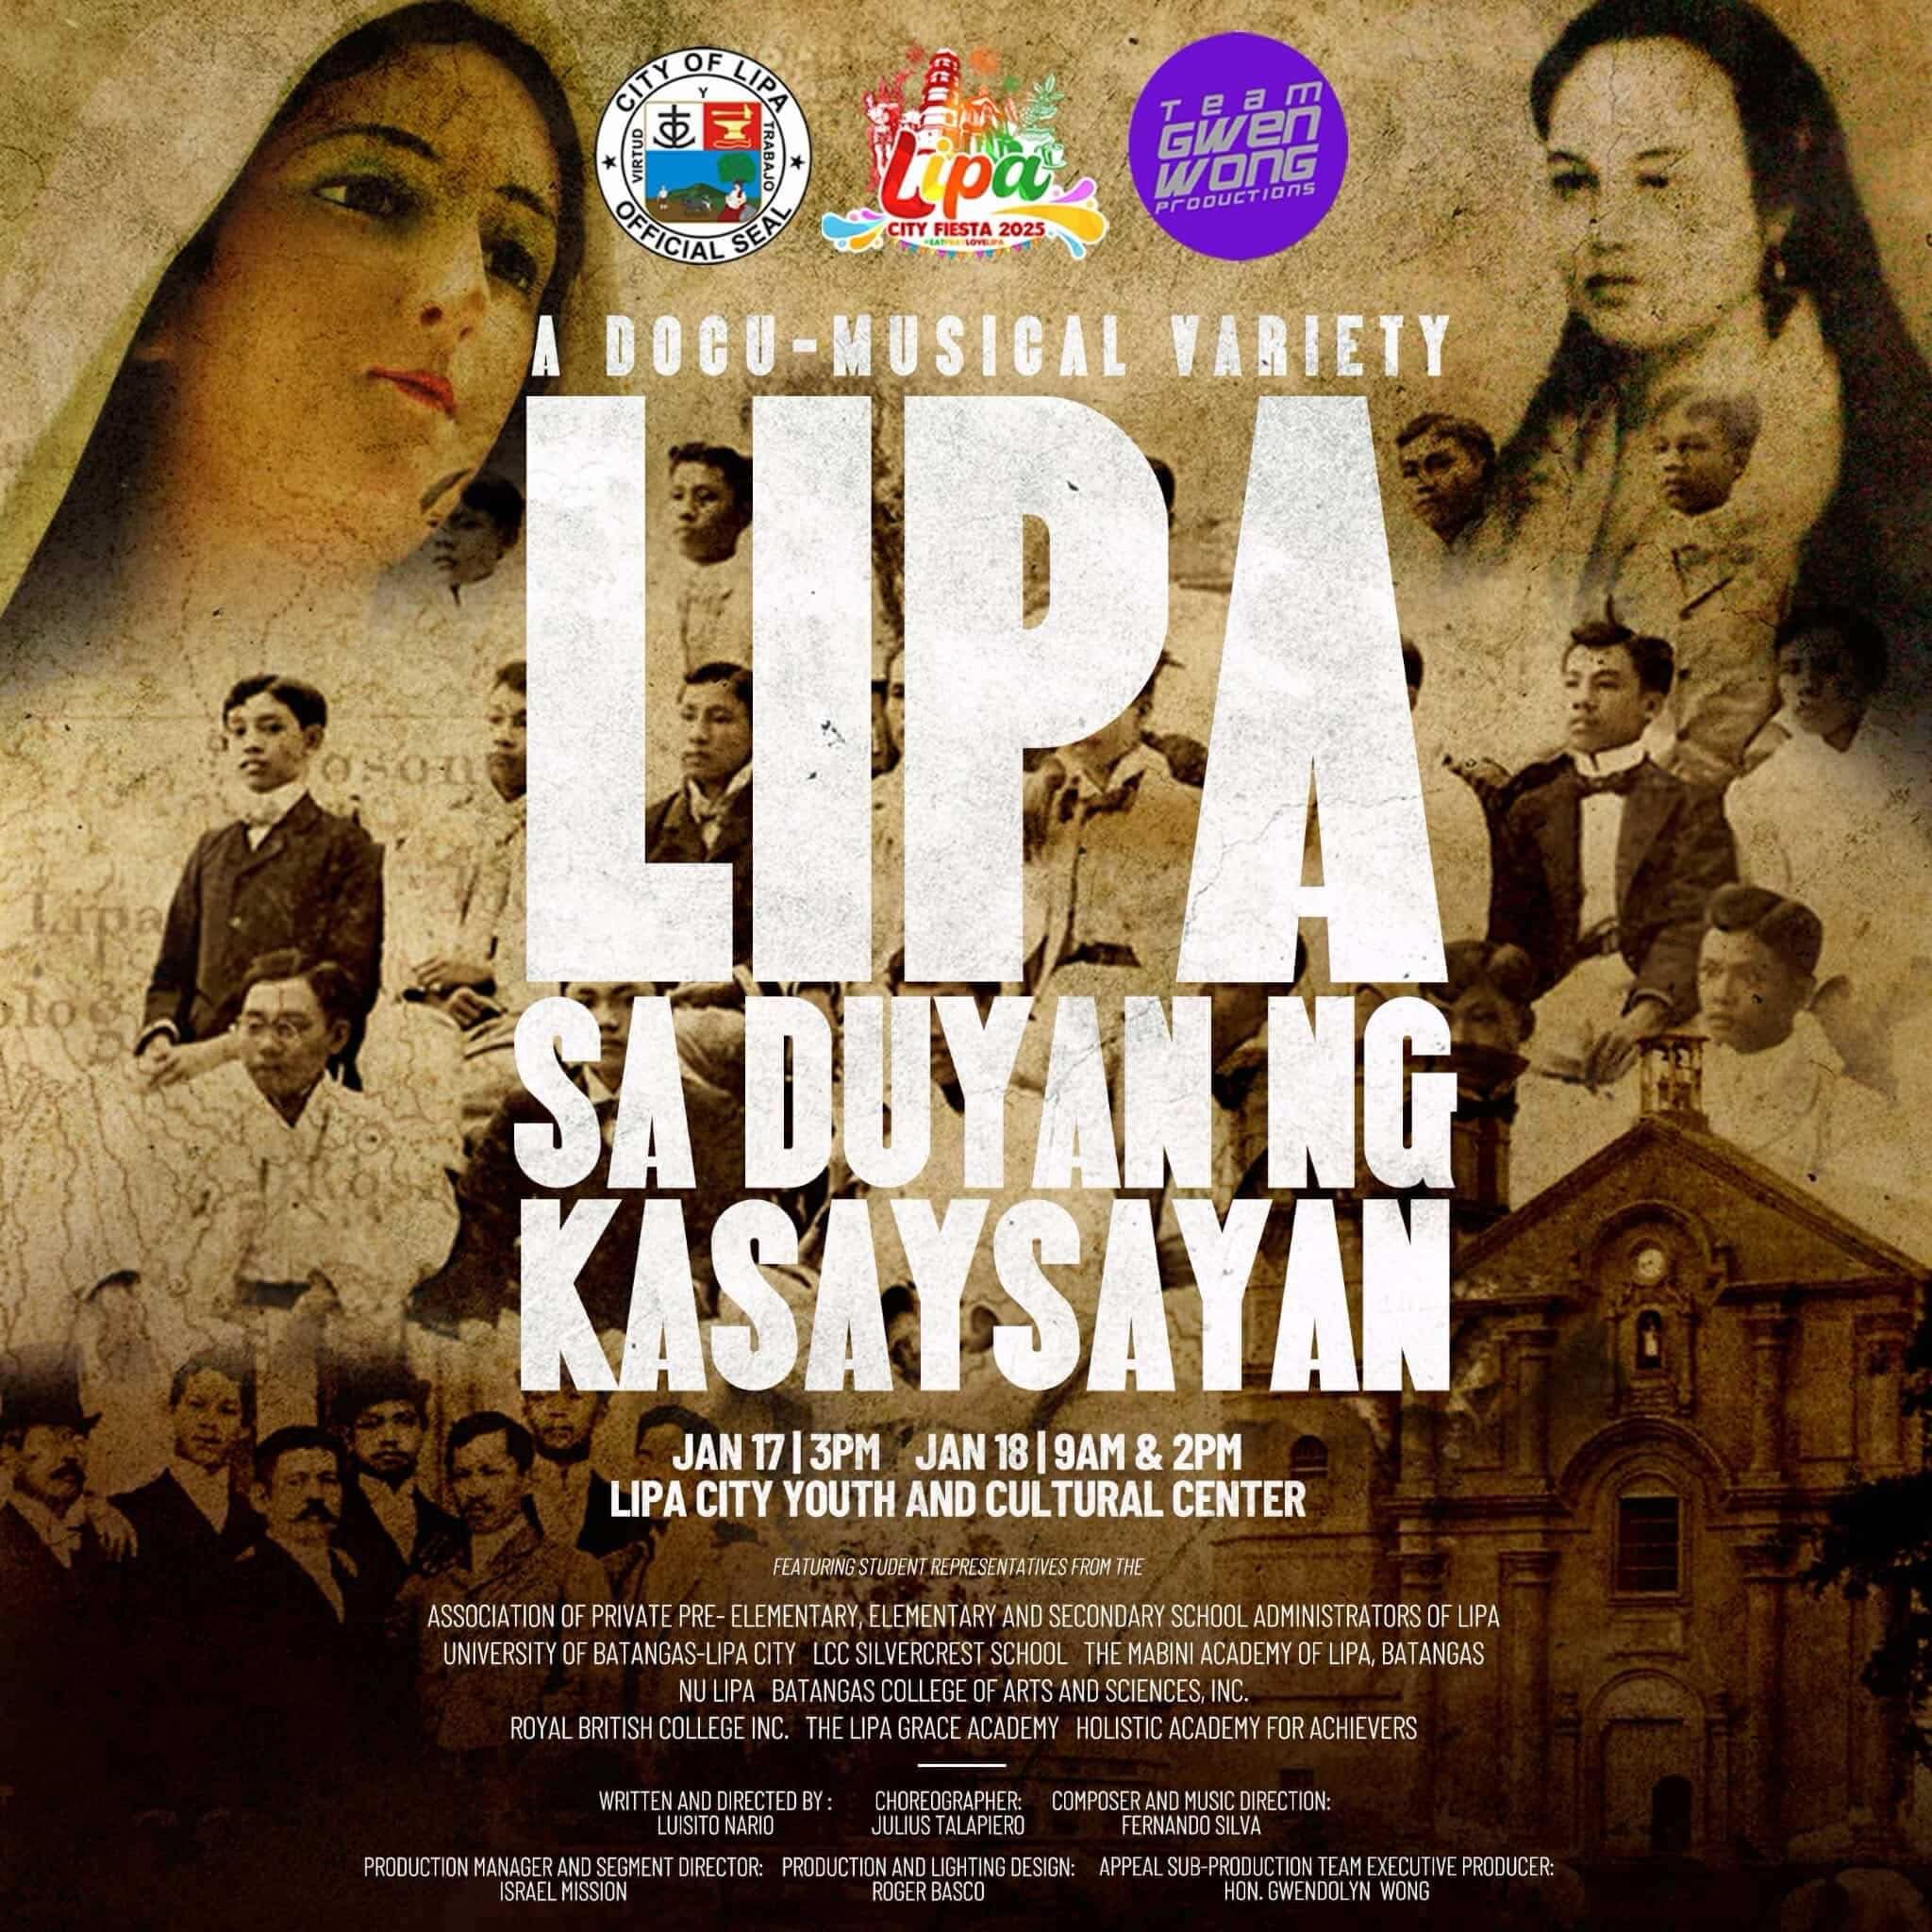 CITY OF LIPA
Y
VIRTUD
TRABAJO
OFFICIAL SEAL
Lipa
CITY FIESTA 2025
Team
GWEN
WONG
PRODUCTIONS
A DOCU-MUSICAL VARIETY
LIPA
SA DUYAN NG
KASAYSAYAN
oson
Lipa
olog
JAN 17 | 3PM JAN 18 | 9AM & 2PM
LIPA CITY YOUTH AND CULTURAL CENTER
FEATURING STUDENT REPRESENTATIVES FROM THE
ASSOCIATION OF PRIVATE PRE- ELEMENTARY, ELEMENTARY AND SECONDARY SCHOOL ADMINISTRATORS OF LIPA
UNIVERSITY OF BATANGAS-LIPA CITY LCC SILVERCREST SCHOOL THE MABINI ACADEMY OF LIPA, BATANGAS
NU LIPA BATANGAS COLLEGE OF ARTS AND SCIENCES, INC.
ROYAL BRITISH COLLEGE INC. THE LIPA GRACE ACADEMY HOLISTIC ACADEMY FOR ACHIEVERS
WRITTEN AND DIRECTED BY : CHOREOGRAPHER: COMPOSER AND MUSIC DIRECTION:
LUISITO NARIO JULIUS TALAPIERO FERNANDO SILVA
PRODUCTION MANAGER AND SEGMENT DIRECTOR: PRODUCTION AND LIGHTING DESIGN: APPEAL SUB-PRODUCTION TEAM EXECUTIVE PRODUCER:
ISRAEL MISSION ROGER BASCO HON. GWENDOLYN WONG